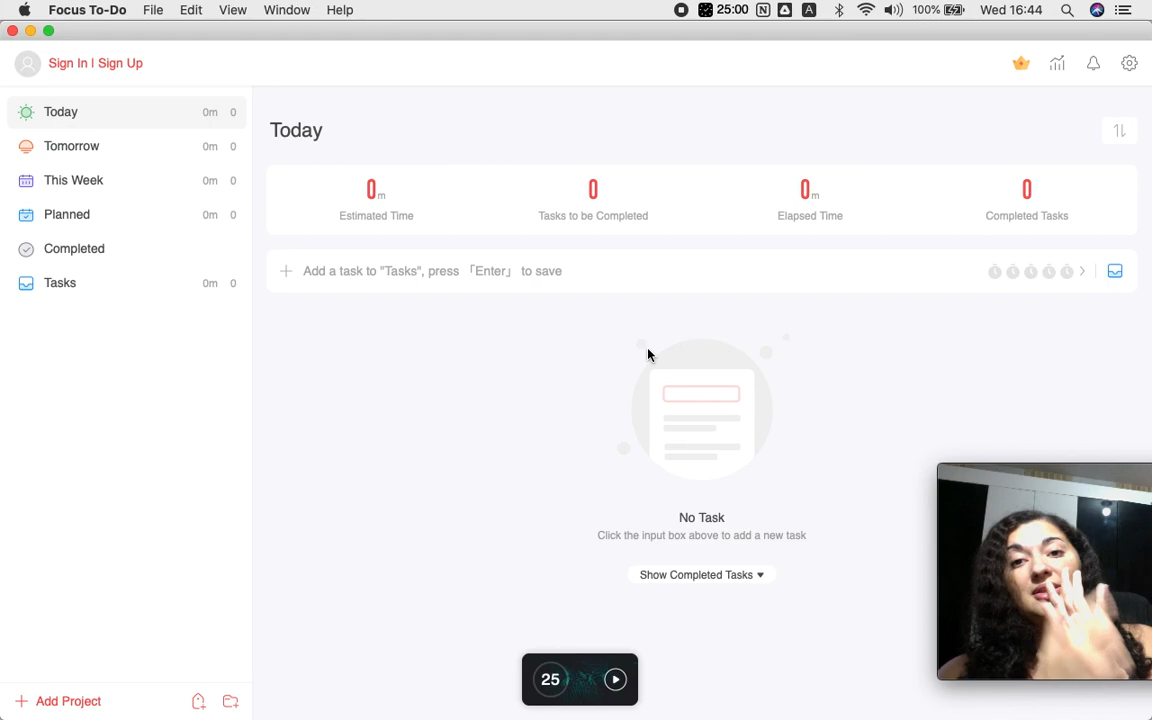 Focus To-Do File Edit View Window Help 25:00 N A 100% Wed 16:44
Sign In | Sign Up
Today 0m 0
Tomorrow 0m 0
This Week 0m 0
Planned 0m 0
Completed
Tasks 0m 0
Add Project
Today
0m
Estimated Time
0
Tasks to be Completed
0m
Elapsed Time
0
Completed Tasks
Add a task to "Tasks", press 「Enter」 to save
No Task
Click the input box above to add a new task
Show Completed Tasks
25